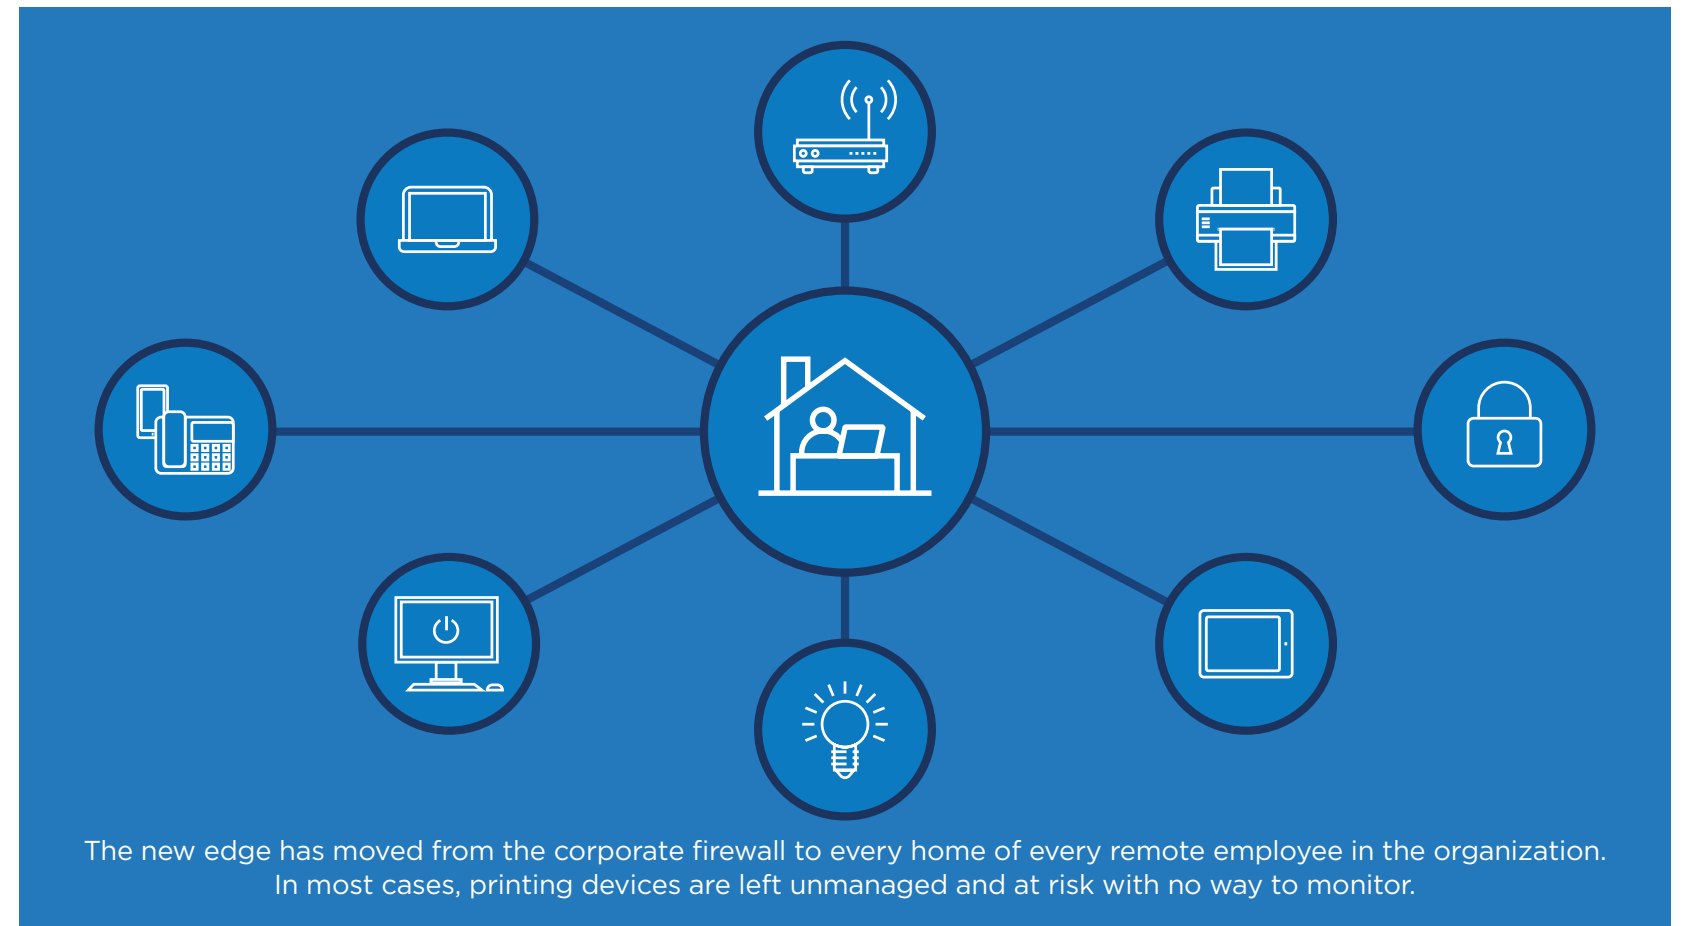 The new edge has moved from the corporate firewall to every home of every remote employee in the organization.
In most cases, printing devices are left unmanaged and at risk with no way to monitor.